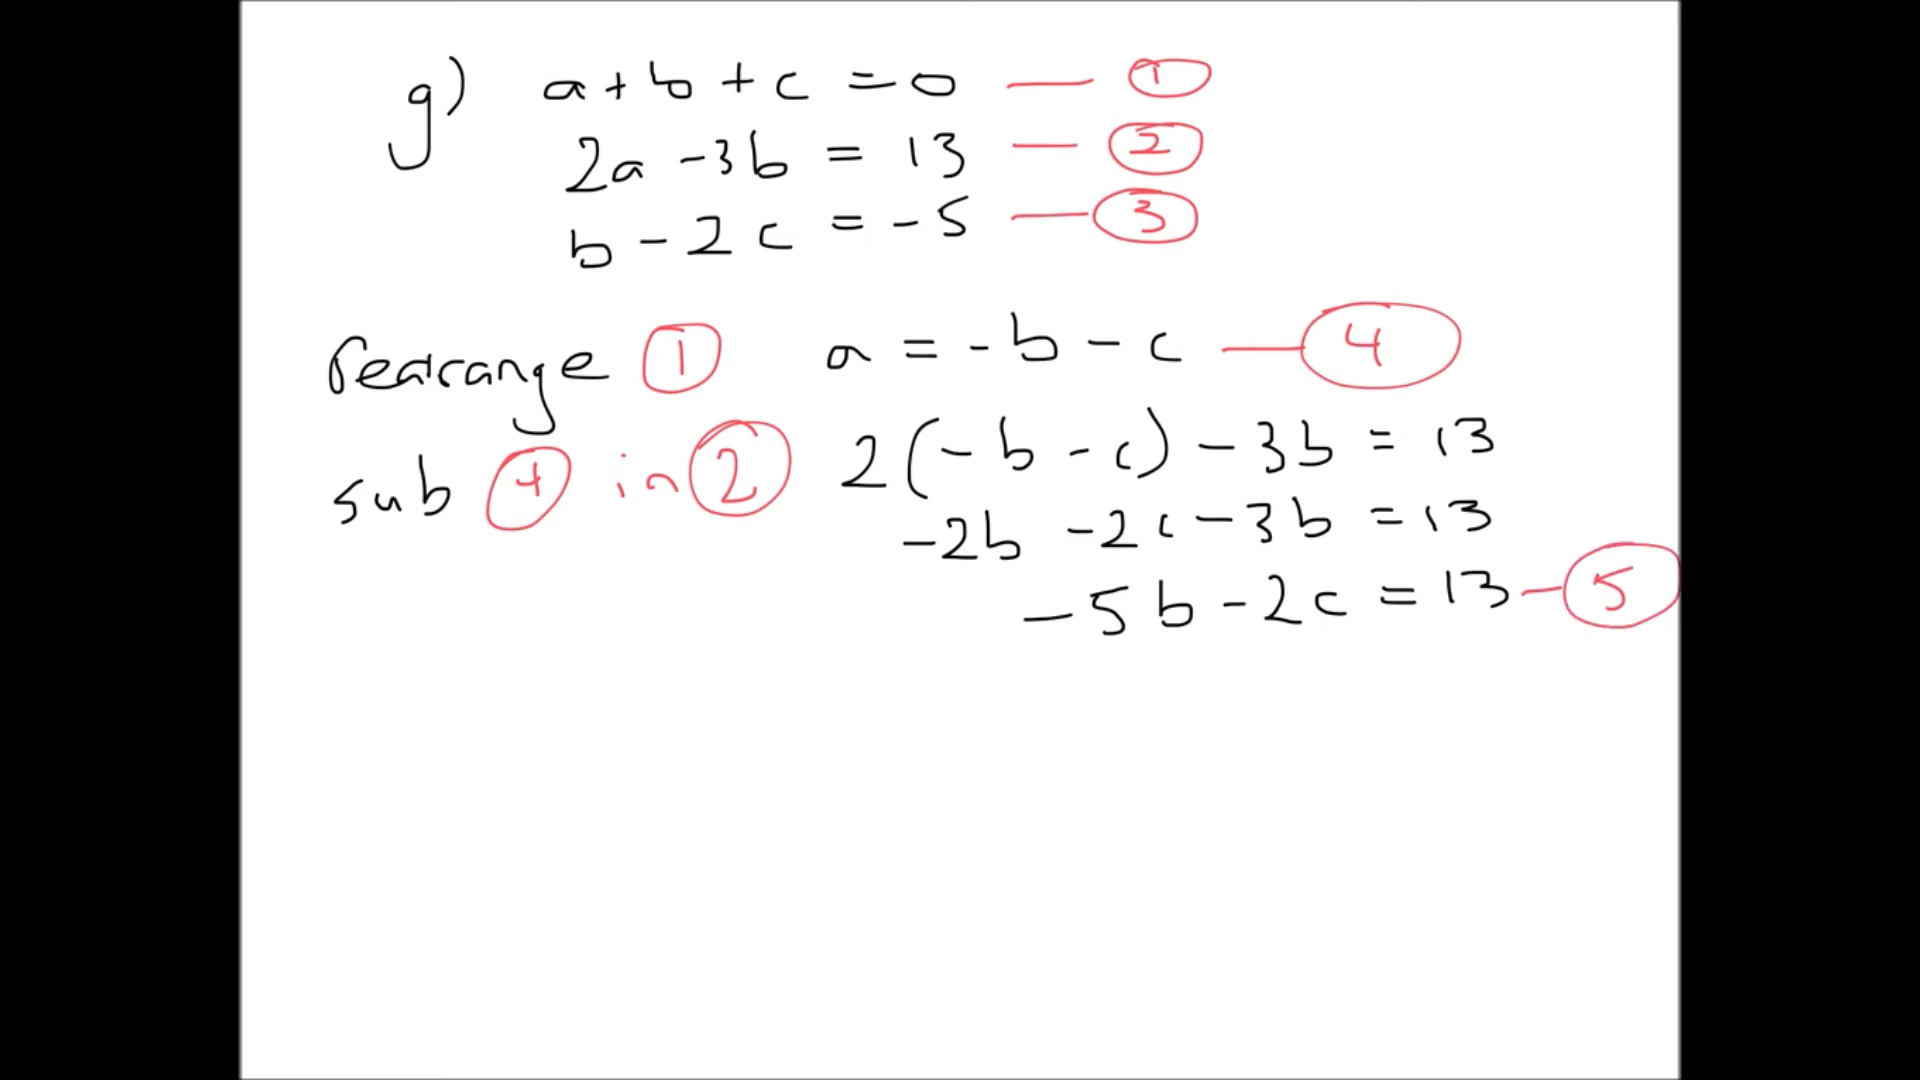 g) a + b + c = 0 — ①
2a - 3b = 13 — ②
b - 2c = -5 — ③
rearrange ① a = -b - c — ④
sub ④ in ② 2(-b - c) - 3b = 13
-2b - 2c - 3b = 13
-5b - 2c = 13 — ⑤